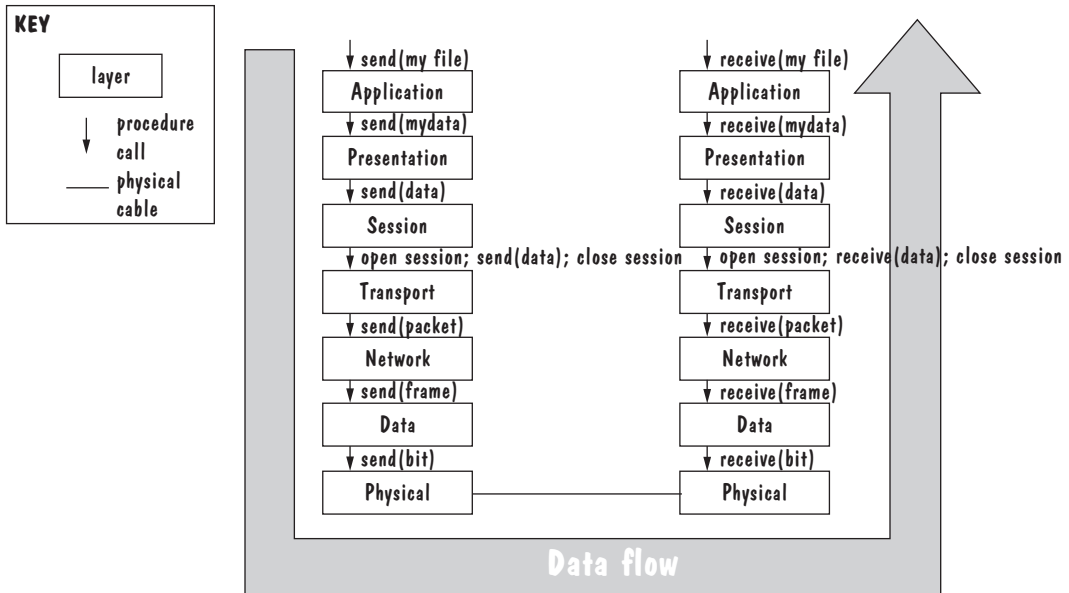 KEY
layer
procedure
call
physical
cable
send(my file)
Application
send(mydata)
Presentation
send(data)
Session
open session; send(data); close session
Transport
send(packet)
Network
send(frame)
Data
send(bit)
Physical
receive(my file)
Application
receive(mydata)
Presentation
receive(data)
Session
open session; receive(data); close session
Transport
receive(packet)
Network
receive(frame)
Data
receive(bit)
Physical
Data flow